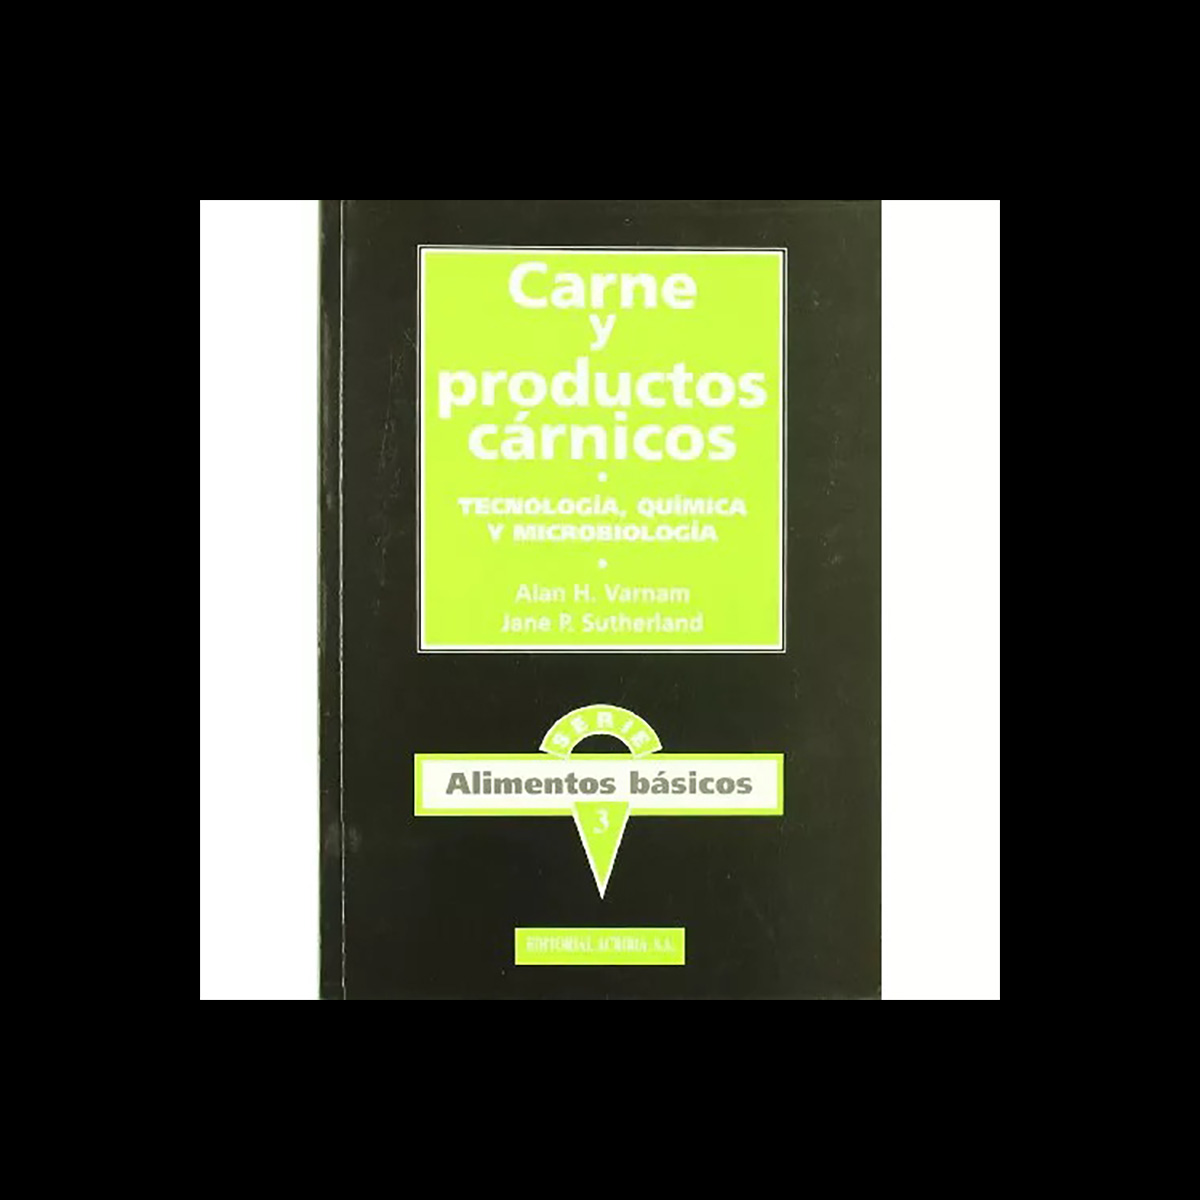 Carne
y
productos
cárnicos
TECNOLOGÍA, QUÍMICA
Y MICROBIOLOGÍA
Alan H. Varnam
Jane P. Sutherland
SERIE
Alimentos básicos
3
EDITORIAL ACRIBIA, S.A.